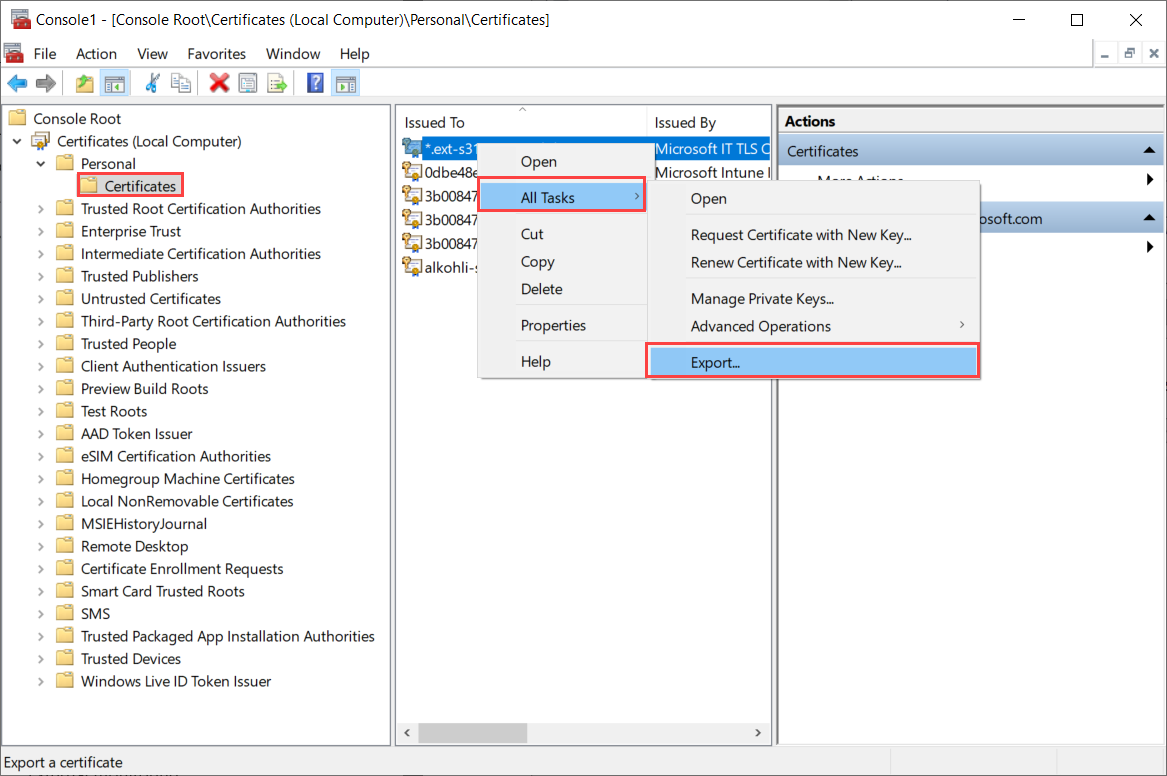 Console1 - [Console Root\Certificates (Local Computer)\Personal\Certificates]
File Action View Favorites Window Help
Console Root
Certificates (Local Computer)
Personal
Certificates
Trusted Root Certification Authorities
Enterprise Trust
Intermediate Certification Authorities
Trusted Publishers
Untrusted Certificates
Third-Party Root Certification Authorities
Trusted People
Client Authentication Issuers
Preview Build Roots
Test Roots
AAD Token Issuer
eSIM Certification Authorities
Homegroup Machine Certificates
Local NonRemovable Certificates
MSIEHistoryJournal
Remote Desktop
Certificate Enrollment Requests
Smart Card Trusted Roots
SMS
Trusted Packaged App Installation Authorities
Trusted Devices
Windows Live ID Token Issuer
Issued To Issued By
*.ext-s31 Microsoft IT TLS C
0dbe48e Microsoft Intune
3b00847
3b00847
3b00847
alkohli-s
Open
All Tasks
Cut
Copy
Delete
Properties
Help
Open
Request Certificate with New Key...
Renew Certificate with New Key...
Manage Private Keys...
Advanced Operations
Export...
Actions
Certificates
More Actions
osoft.com
Export a certificate